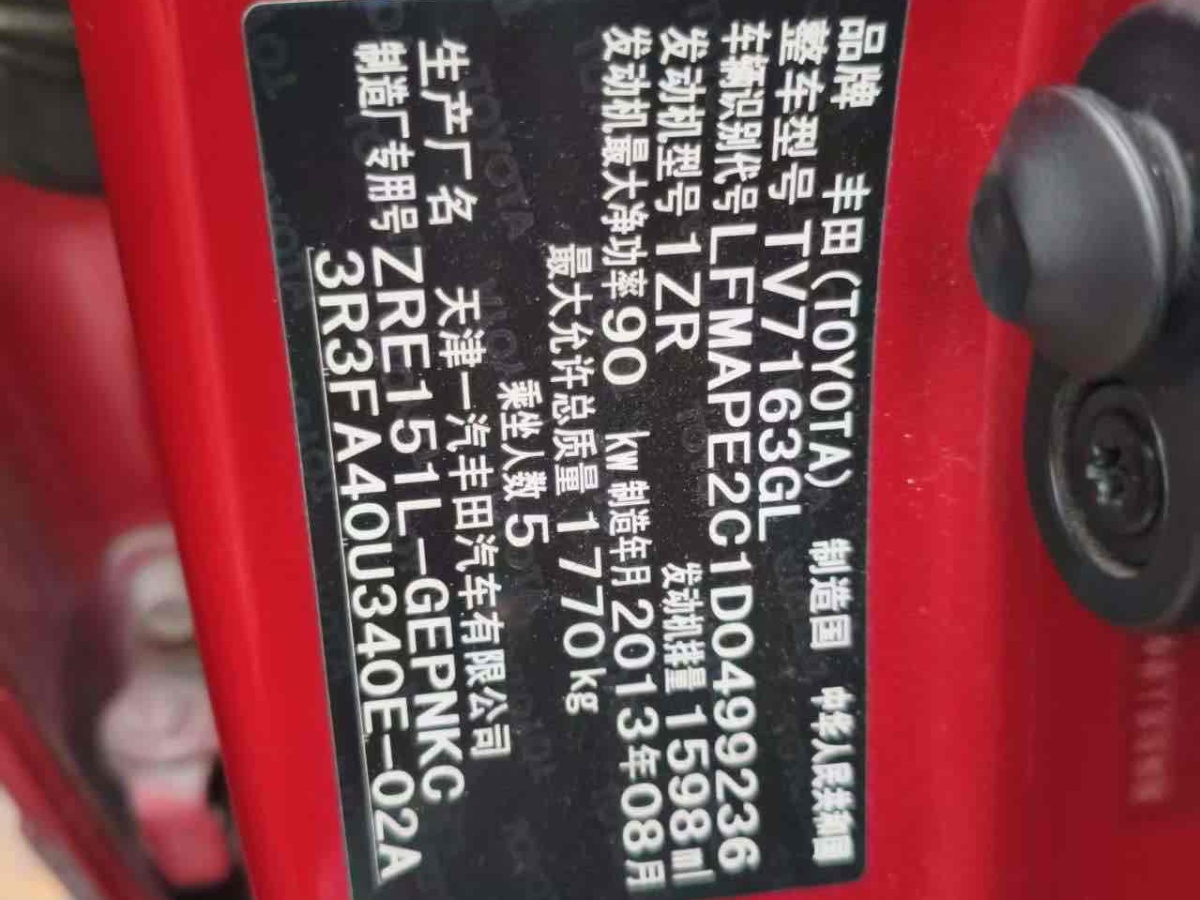 品牌 丰田(TOYOTA) 制造国 中华人民共和国
整车型号 TV7163GL
车辆识别代号 LFMAPE2C1D0499236
发动机型号 1ZR 发动机排量 1598ml
发动机最大净功率 90 kW 制造年月 2013年08月
最大允许总质量 1770kg
乘坐人数 5
生产厂名 天津一汽丰田汽车有限公司
制造厂专用号 ZRE151L-GEPNKC
3R3FA40U340E-02A